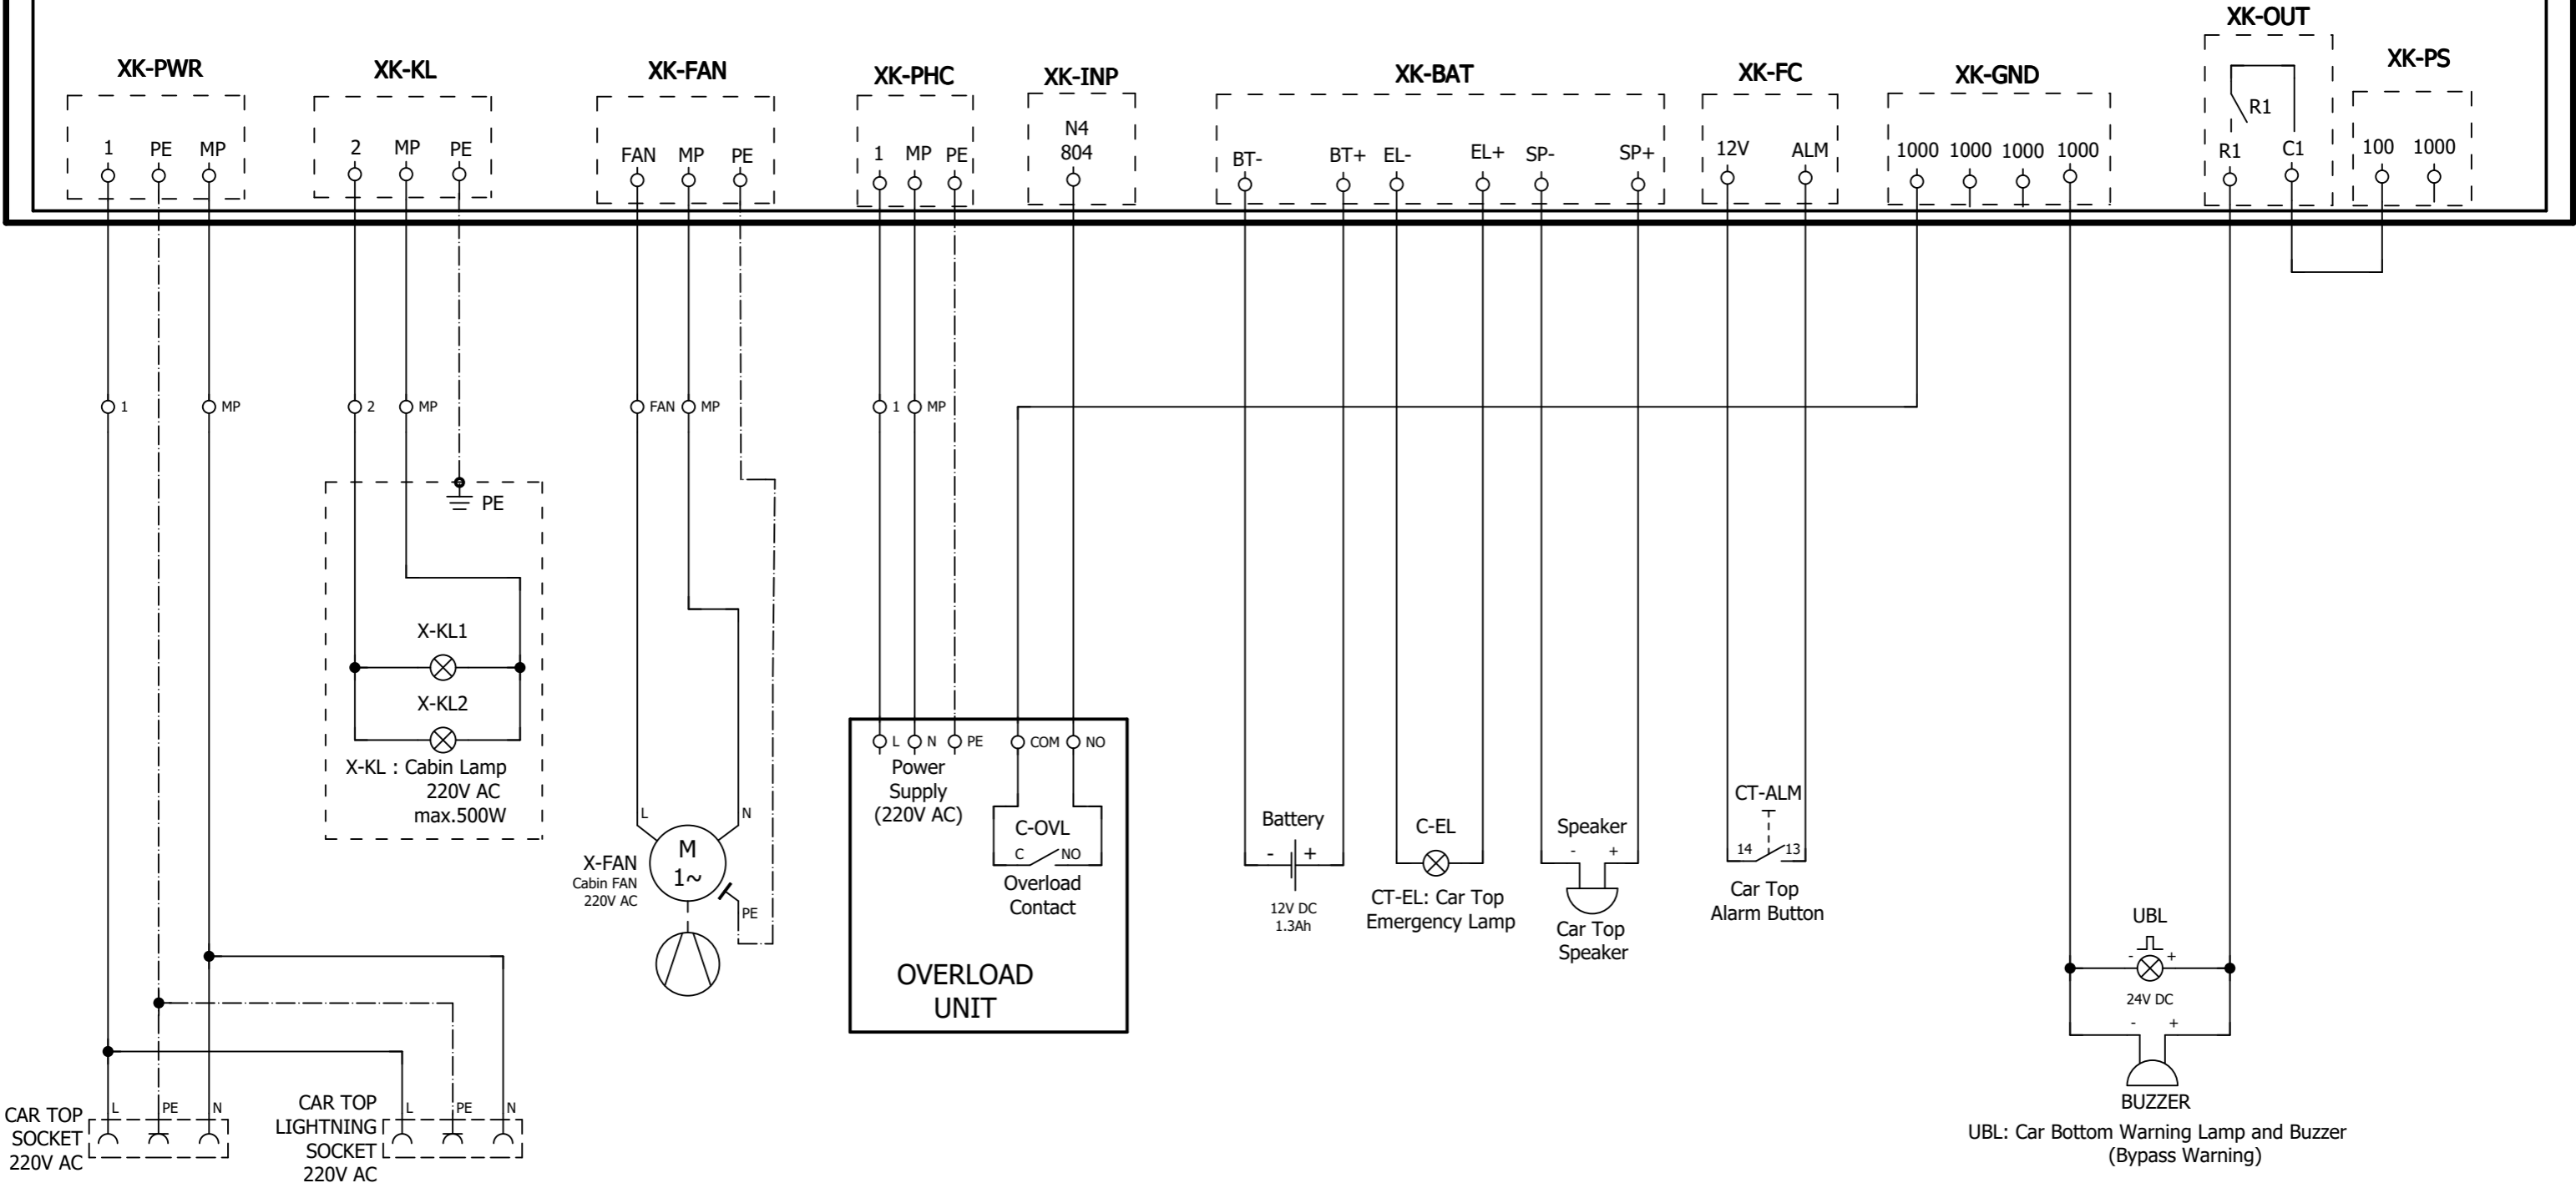 XK-OUT
XK-PWR
XK-KL
XK-FAN
XK-PHC
XK-INP
XK-BAT
XK-FC
XK-GND
XK-PS
1 PE MP
2 MP PE
FAN MP PE
1 MP PE
N4
804
BT- BT+ EL- EL+ SP- SP+
12V ALM
1000 1000 1000 1000
R1
R1 C1
100 1000
1 MP
2 MP
FAN MP
1 MP
PE
X-KL1
X-KL2
X-KL : Cabin Lamp
220V AC
max.500W
L N
M
1~
X-FAN
Cabin FAN
220V AC
PE
L N PE COM NO
Power
Supply
(220V AC)
C-OVL
C NO
Overload
Contact
OVERLOAD
UNIT
Battery
- +
12V DC
1.3Ah
C-EL
CT-EL: Car Top
Emergency Lamp
Speaker
- +
Car Top
Speaker
CT-ALM
14 13
Car Top
Alarm Button
UBL
- +
24V DC
- +
BUZZER
UBL: Car Bottom Warning Lamp and Buzzer
(Bypass Warning)
L PE N
CAR TOP
SOCKET
220V AC
L PE N
CAR TOP
LIGHTNING
SOCKET
220V AC